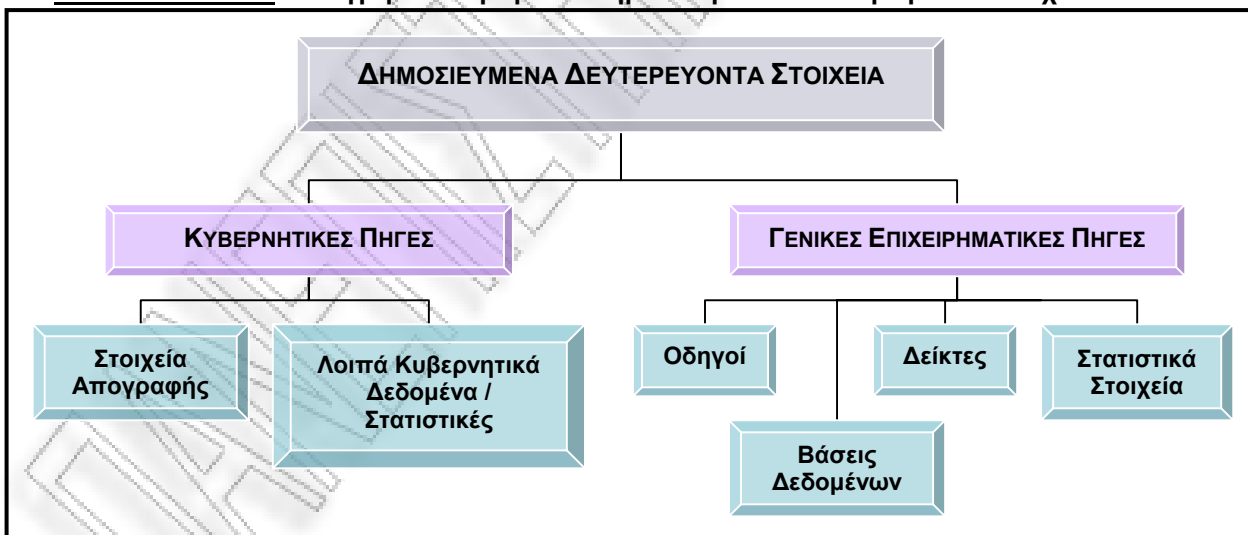 ΔΗΜΟΣΙΕΥΜΕΝΑ ΔΕΥΤΕΡΕΥΟΝΤΑ ΣΤΟΙΧΕΙΑ
ΚΥΒΕΡΝΗΤΙΚΕΣ ΠΗΓΕΣ
ΓΕΝΙΚΕΣ ΕΠΙΧΕΙΡΗΜΑΤΙΚΕΣ ΠΗΓΕΣ
Στοιχεία
Απογραφής
Λοιπά Κυβερνητικά
Δεδομένα /
Στατιστικές
Οδηγοί
Βάσεις
Δεδομένων
Δείκτες
Στατιστικά
Στοιχεία